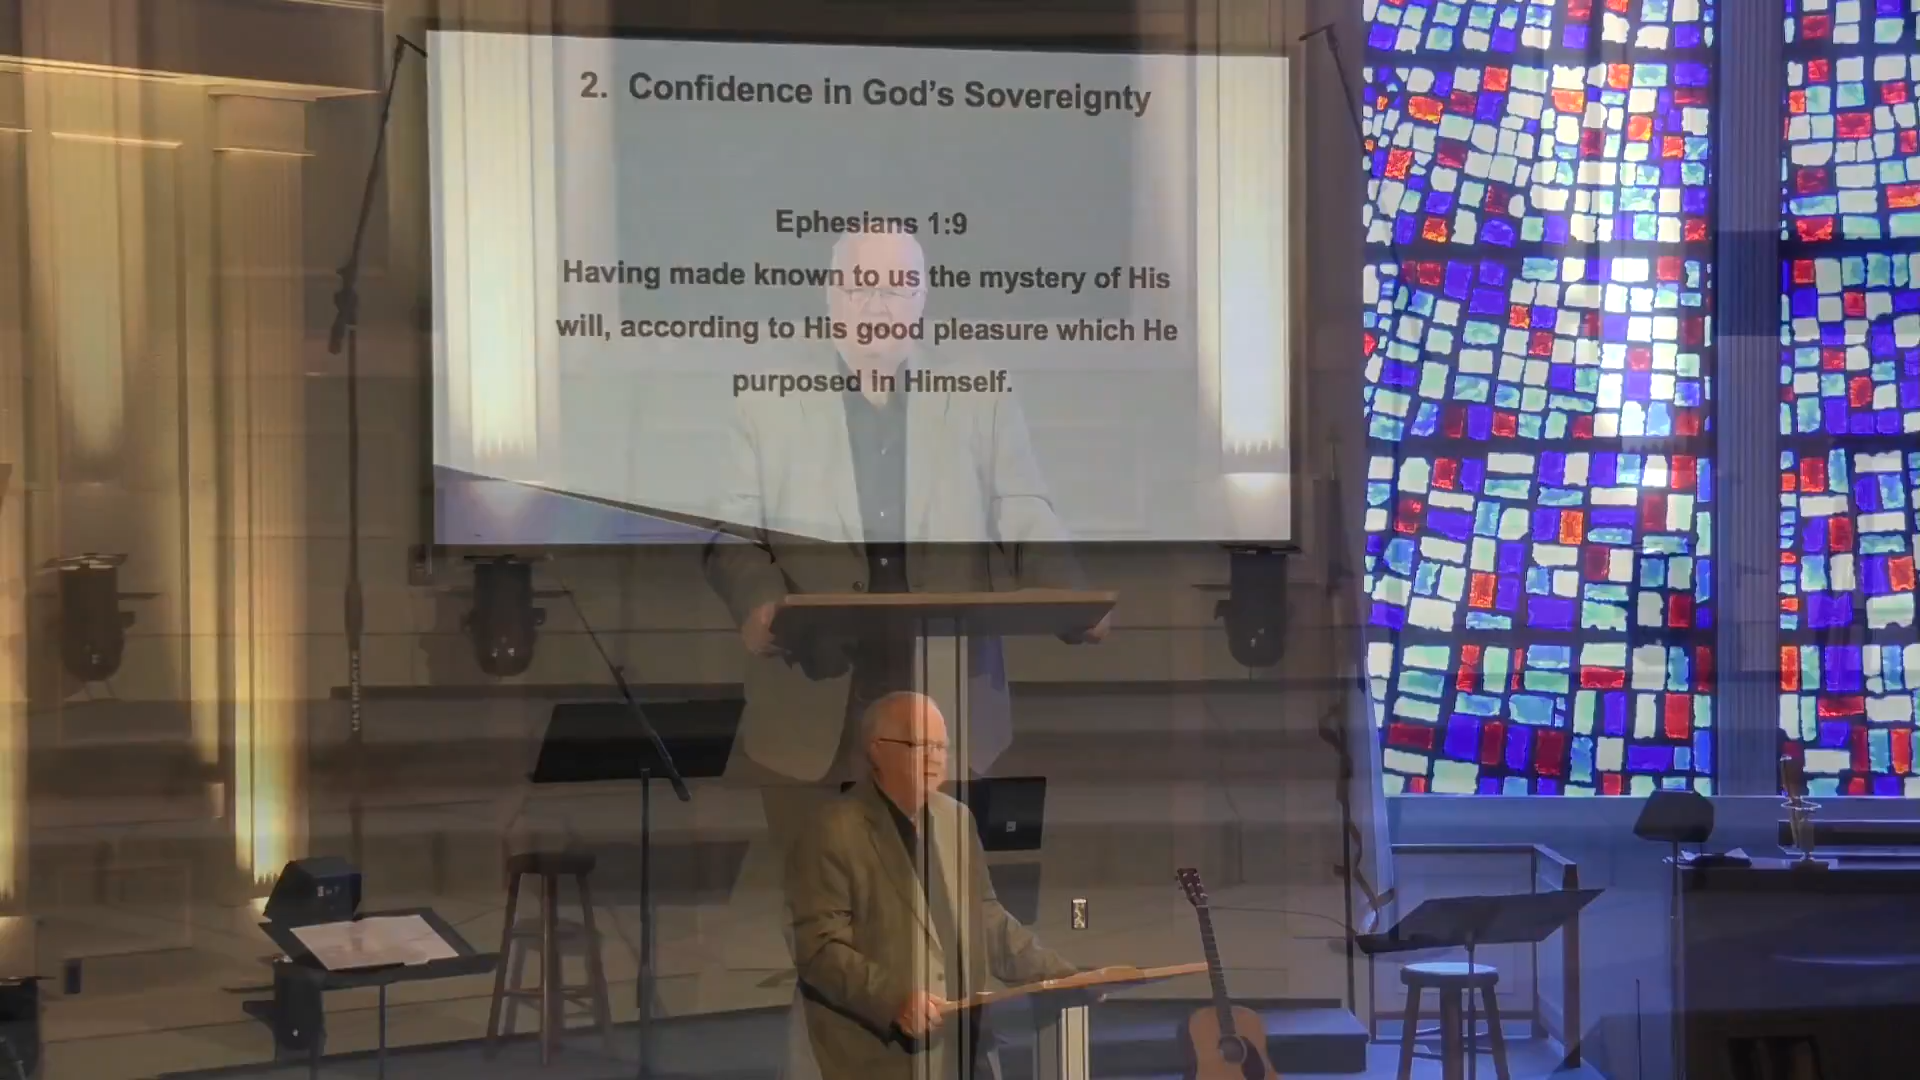 2. Confidence in God's Sovereignty
Ephesians 1:9
Having made known to us the mystery of His
will, according to His good pleasure which He
purposed in Himself.
ULTIMATE